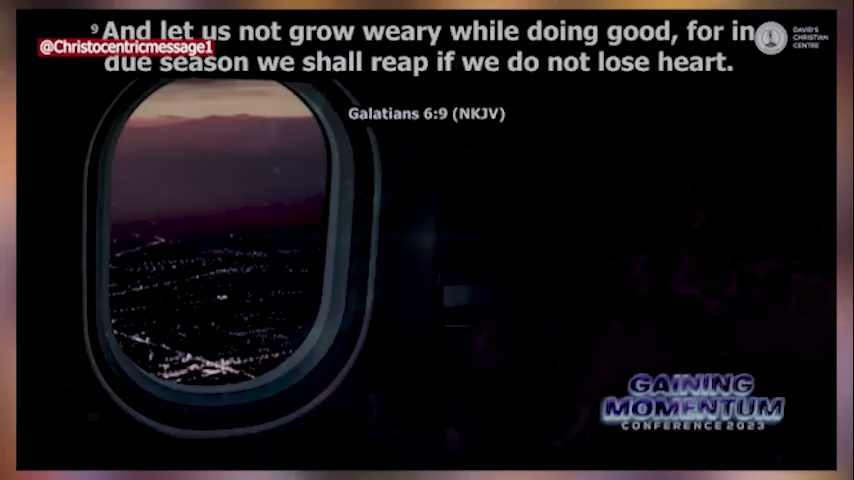 9 And let us not grow weary while doing good, for in
due season we shall reap if we do not lose heart.
@Christocentricmessage1
DAVID'S
CHRISTIAN
CENTRE
Galatians 6:9 (NKJV)
GAINING
MOMENTUM
CONFERENCE 2023